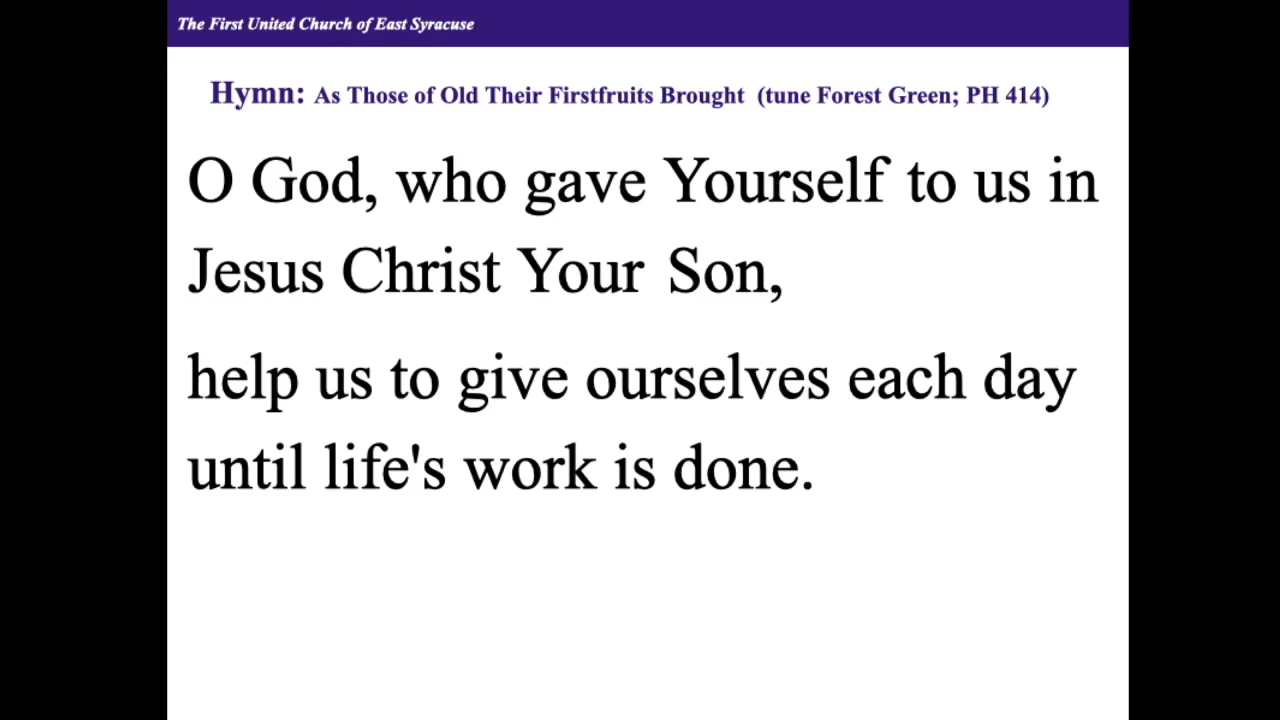 The First United Church of East Syracuse
Hymn: As Those of Old Their Firstfruits Brought (tune Forest Green; PH 414)
O God, who gave Yourself to us in
Jesus Christ Your Son,
help us to give ourselves each day
until life's work is done.